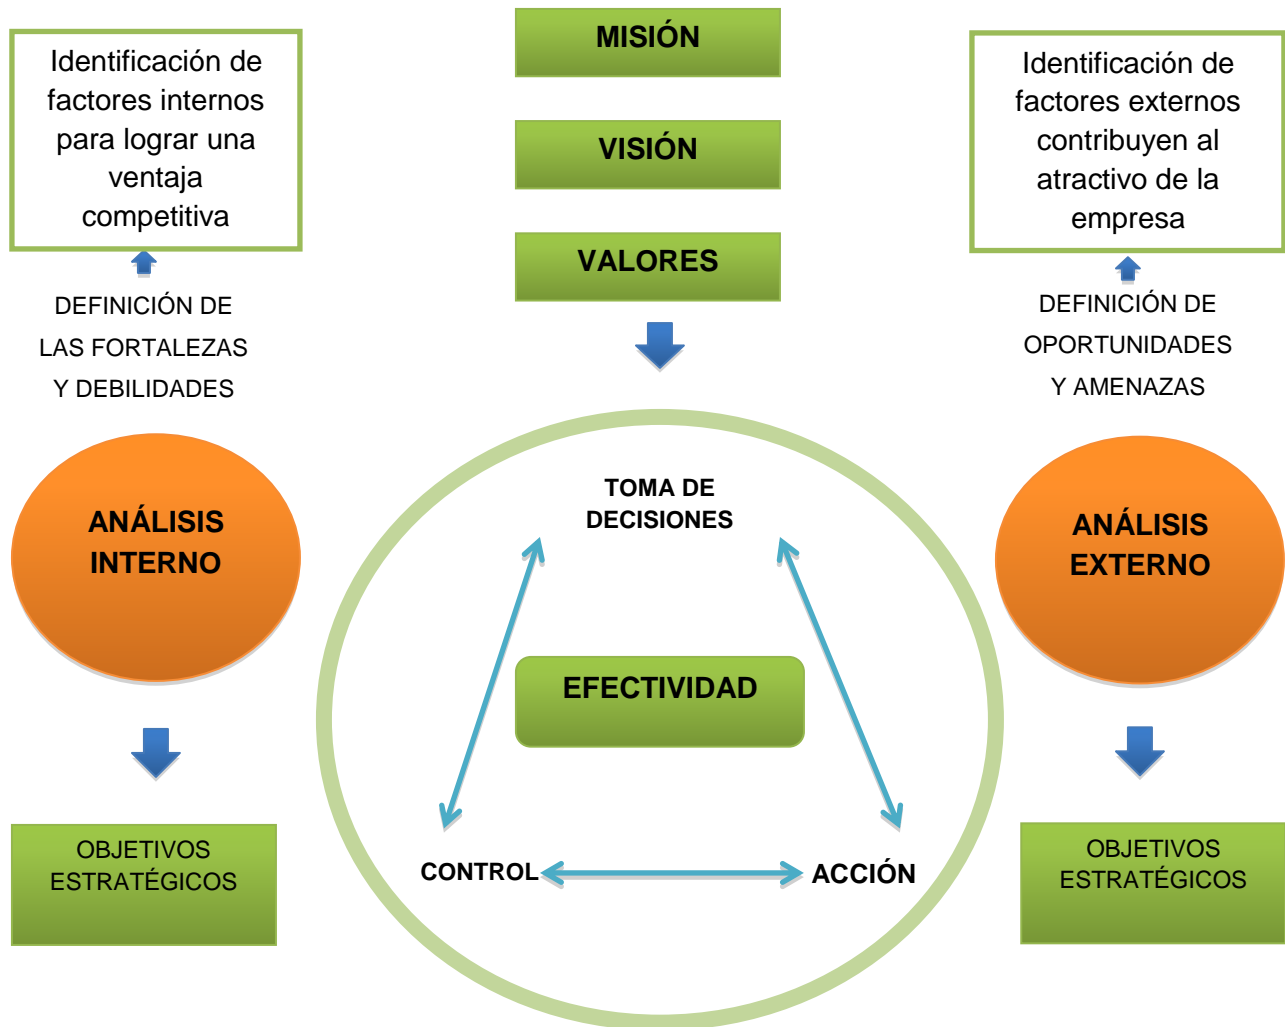 Identificación de
factores internos
para lograr una
ventaja
competitiva
DEFINICIÓN DE
LAS FORTALEZAS
Y DEBILIDADES
ANÁLISIS
INTERNO
OBJETIVOS
ESTRATÉGICOS
MISIÓN
VISIÓN
VALORES
TOMA DE
DECISIONES
EFECTIVIDAD
CONTROL
ACCIÓN
Identificación de
factores externos
contribuyen al
atractivo de la
empresa
DEFINICIÓN DE
OPORTUNIDADES
Y AMENAZAS
ANÁLISIS
EXTERNO
OBJETIVOS
ESTRATÉGICOS